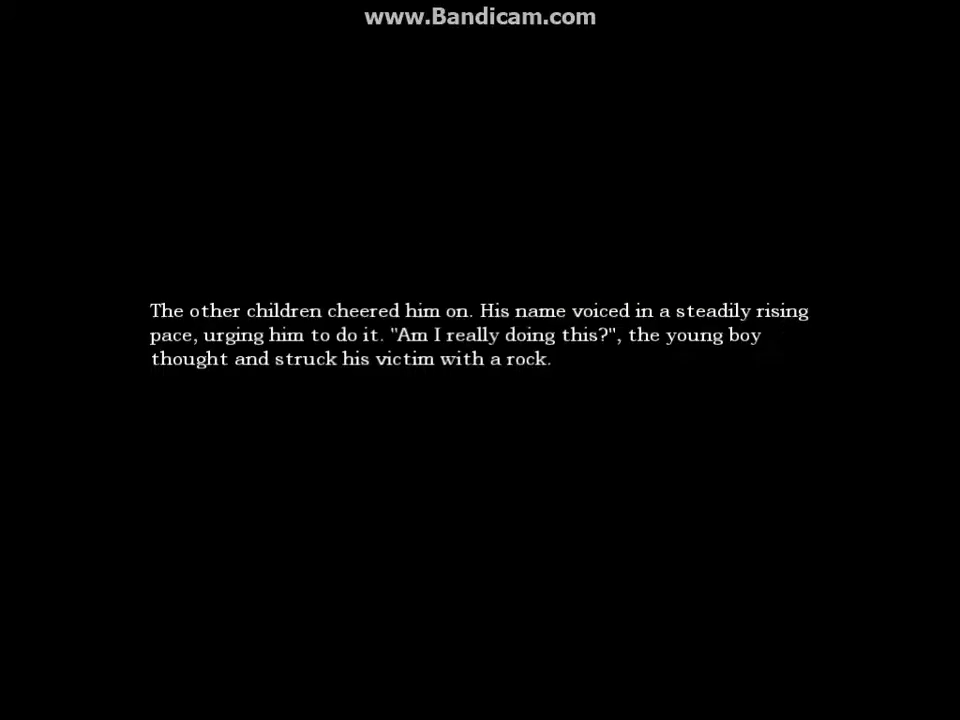 www.Bandicam.com
The other children cheered him on. His name voiced in a steadily rising
pace, urging him to do it. "Am I really doing this?", the young boy
thought and struck his victim with a rock.